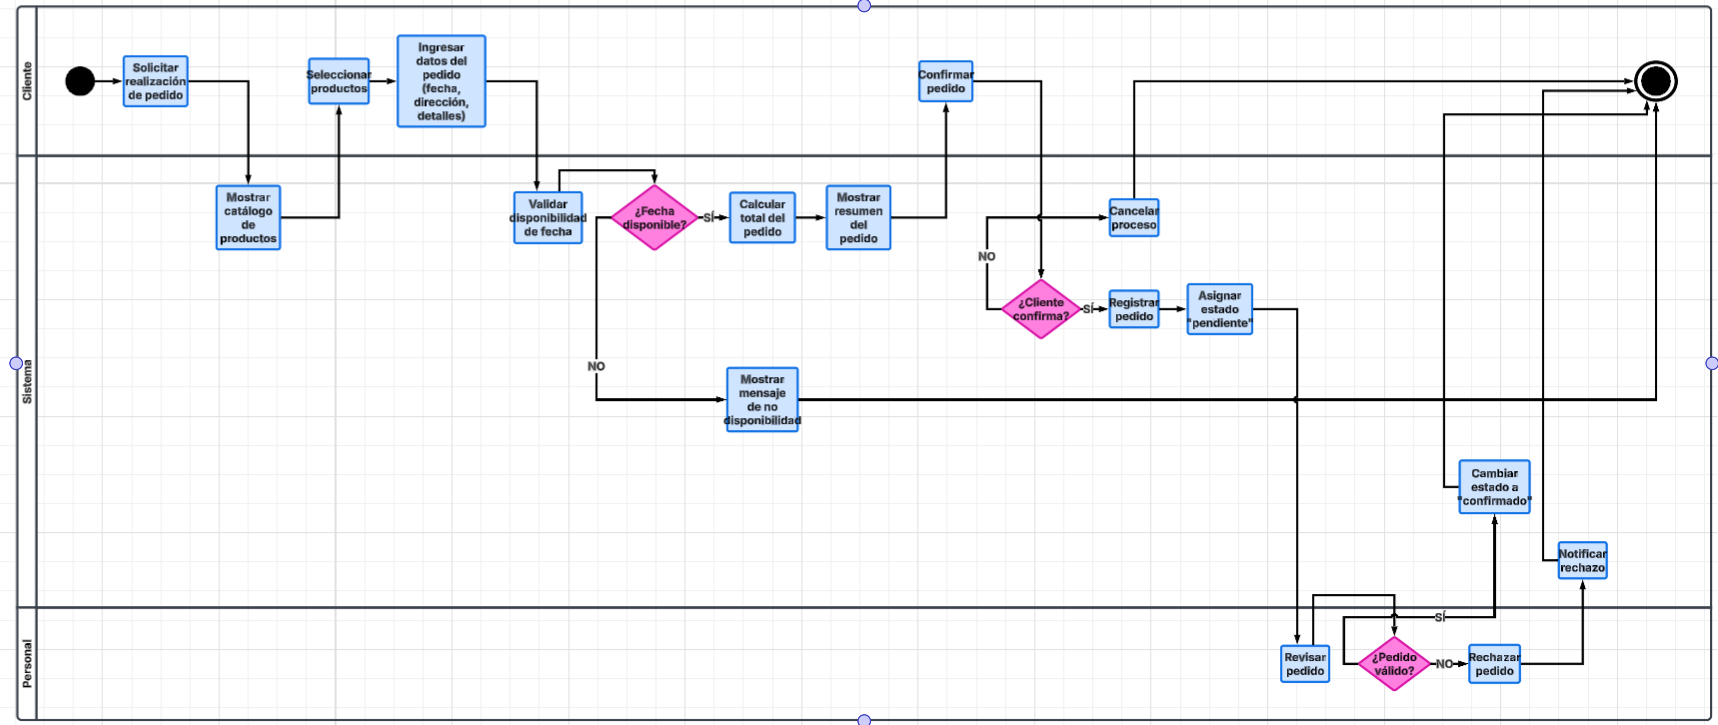 Cliente
Solicitar
realización
de pedido
Seleccionar
productos
Ingresar
datos del
pedido
(fecha,
dirección,
detalles)
Confirmar
pedido
Sistema
Mostrar
catálogo
de
productos
Validar
disponibilidad
de fecha
¿Fecha
disponible?
SÍ
Calcular
total del
pedido
Mostrar
resumen
del
pedido
Cancelar
proceso
NO
¿Cliente
confirma?
SÍ
Registrar
pedido
Asignar
estado
"pendiente"
NO
Mostrar
mensaje
de no
disponibilidad
Cambiar
estado a
"confirmado"
Notificar
rechazo
Personal
SÍ
Revisar
pedido
¿Pedido
válido?
NO
Rechazar
pedido